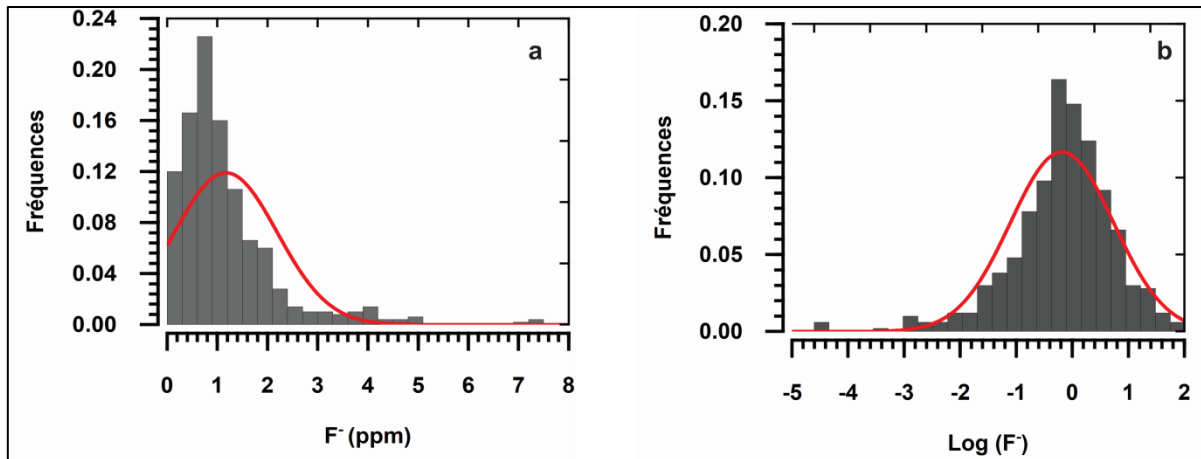 a
Fréquences
0.24
0.20
0.16
0.12
0.08
0.04
0.00
0 1 2 3 4 5 6 7 8
F⁻ (ppm)
b
Fréquences
0.20
0.15
0.10
0.05
0.00
-5 -4 -3 -2 -1 0 1 2
Log (F⁻)